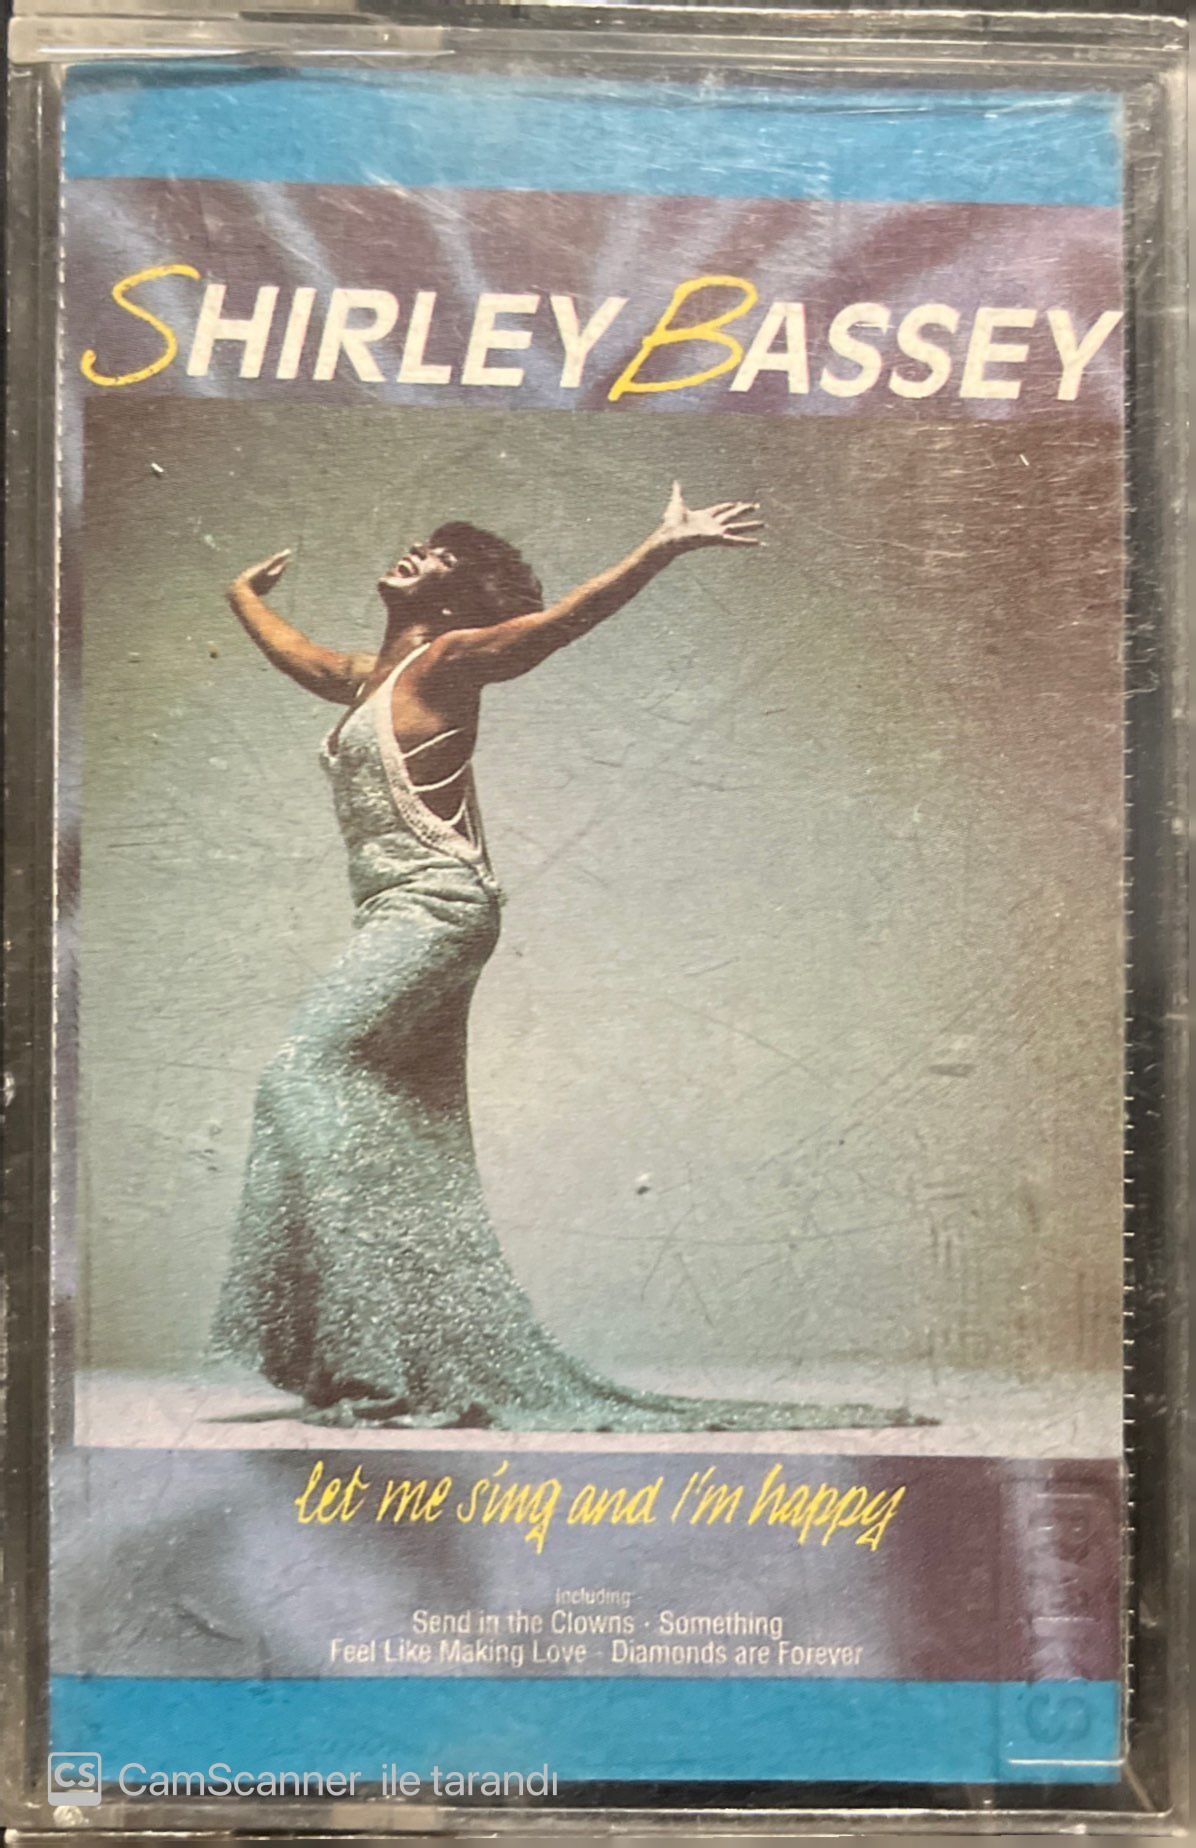 SHIRLEY BASSEY
let me sing and I'm happy
including
Send in the Clowns · Something
Feel Like Making Love · Diamonds are Forever
CS CamScanner ile tarandı